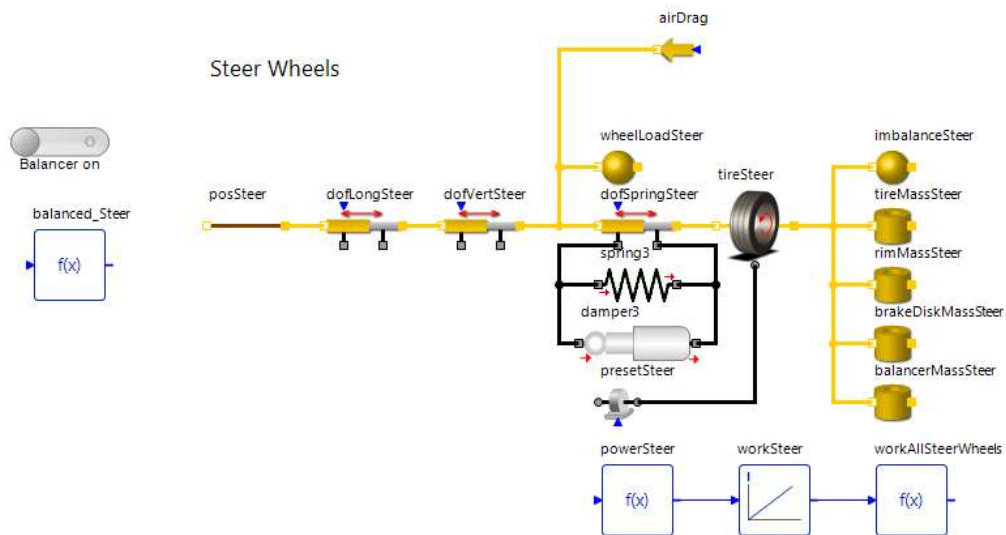 airDrag
Steer Wheels
Balancer on
wheelLoadSteer
imbalanceSteer
tireSteer
posSteer
dofLongSteer
dofVertSteer
dofSpringSteer
tireMassSteer
balanced_Steer
f(x)
spring3
rimMassSteer
damper3
brakeDiskMassSteer
presetSteer
balancerMassSteer
powerSteer
workSteer
workAllSteerWheels
f(x)
I
f(x)